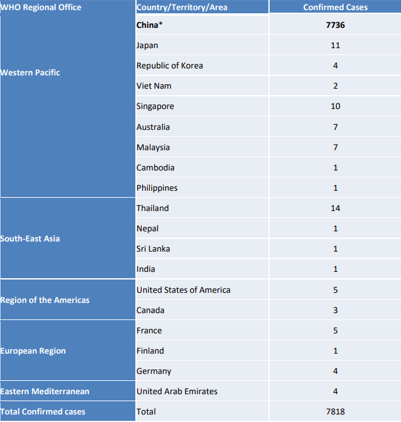 WHO Regional Office Country/Territory/Area Confirmed Cases
Western Pacific China* 7736
Japan 11
Republic of Korea 4
Viet Nam 2
Singapore 10
Australia 7
Malaysia 7
Cambodia 1
Philippines 1
South-East Asia Thailand 14
Nepal 1
Sri Lanka 1
India 1
Region of the Americas United States of America 5
Canada 3
European Region France 5
Finland 1
Germany 4
Eastern Mediterranean United Arab Emirates 4
Total Confirmed cases Total 7818